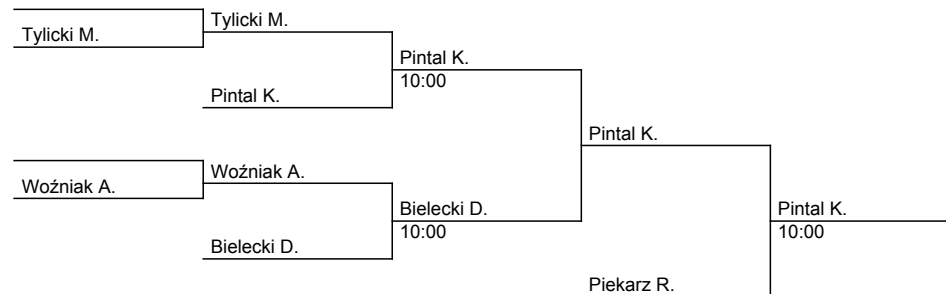 Tylicki M.
Tylicki M.
Pintal K.
10:00
Pintal K.
Pintal K.
Woźniak A.
Woźniak A.
Bielecki D.
10:00
Bielecki D.
Pintal K.
10:00
Piekarz R.